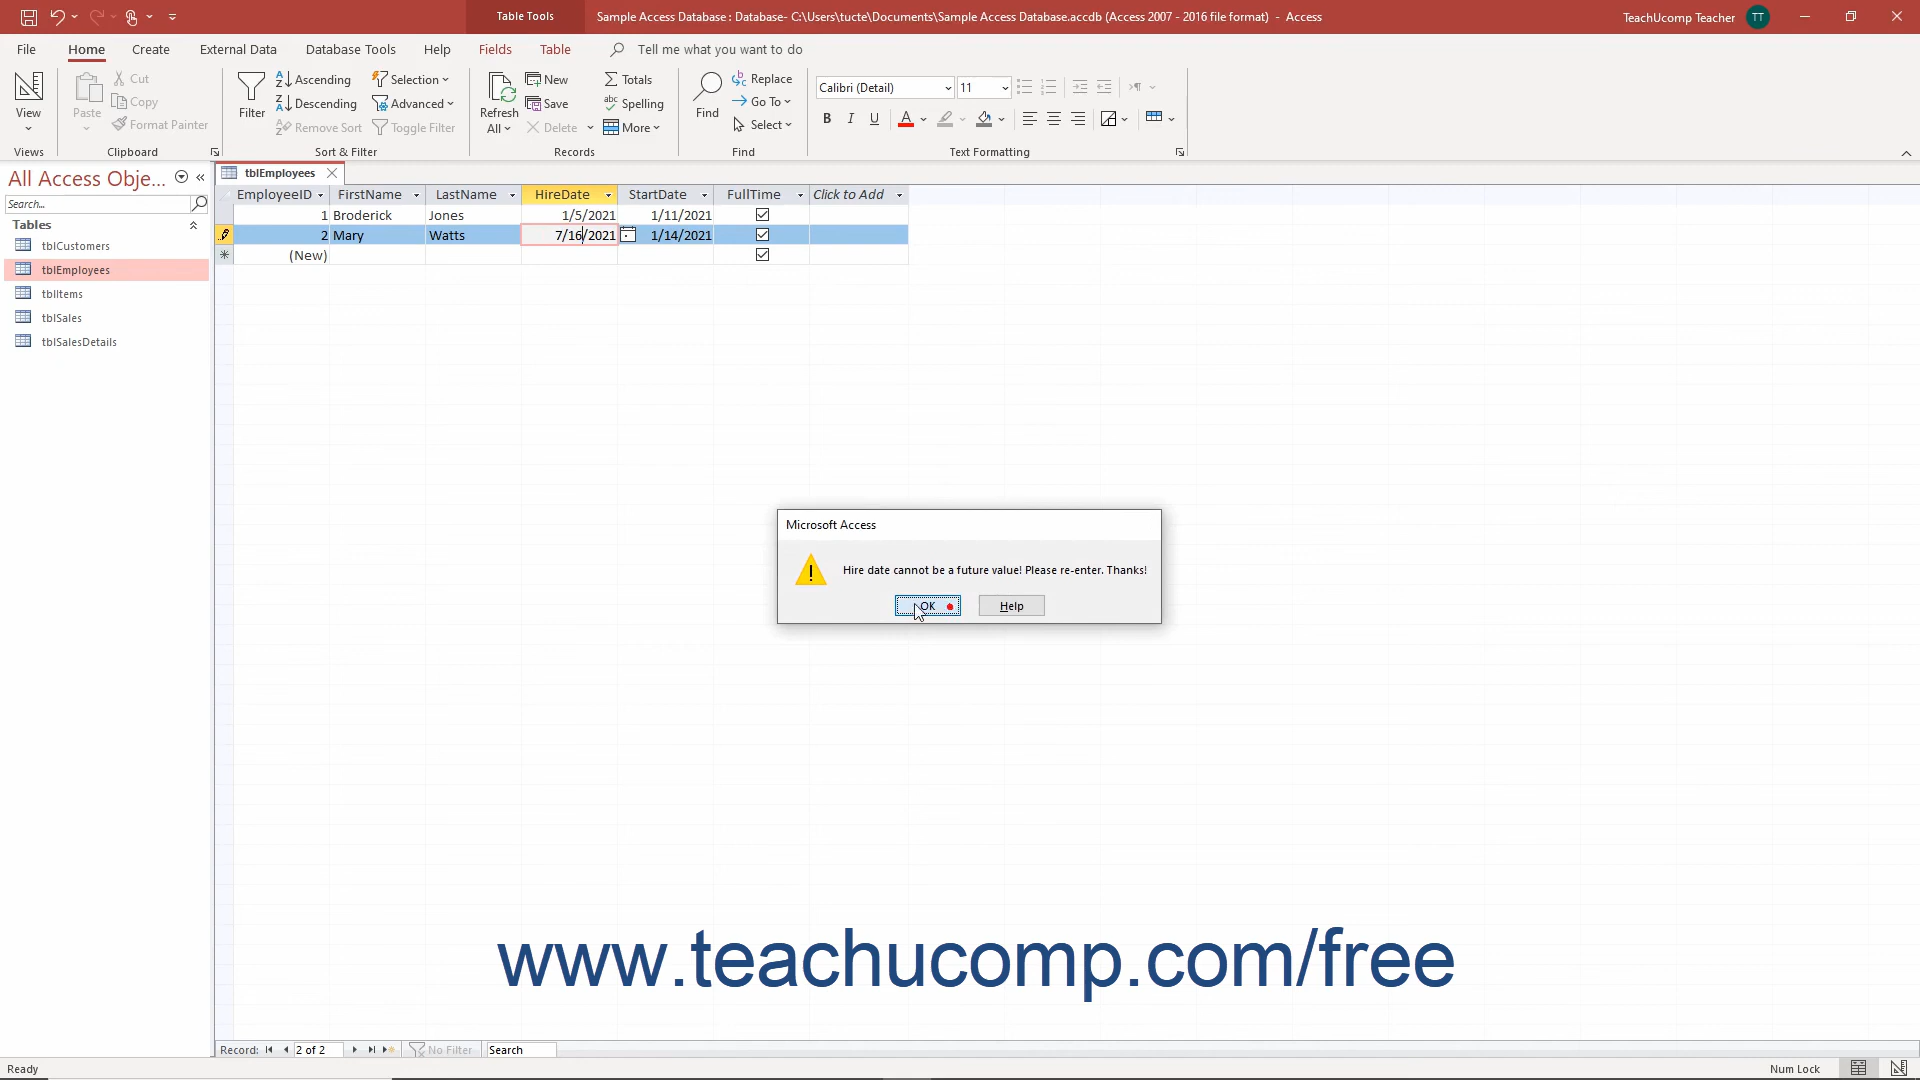 Table Tools
Sample Access Database : Database- C:\Users\tucte\Documents\Sample Access Database.accdb (Access 2007 - 2016 file format)  -  Access
TeachUcomp Teacher
TT
File
Home
Create
External Data
Database Tools
Help
Fields
Table
Tell me what you want to do
View
Views
Paste
Cut
Copy
Format Painter
Clipboard
Filter
Ascending
Descending
Remove Sort
Selection
Advanced
Toggle Filter
Sort & Filter
Refresh
All
New
Save
Delete
Totals
Spelling
More
Records
Find
Replace
Go To
Select
Find
Calibri (Detail)
11
B I U A
Text Formatting
All Access Obje...
Search...
Tables
tblCustomers
tblEmployees
tblItems
tblSales
tblSalesDetails
tblEmployees
EmployeeID FirstName LastName HireDate StartDate FullTime Click to Add
1 Broderick Jones 1/5/2021 1/11/2021
2 Mary Watts 7/16/2021 1/14/2021
(New)
Microsoft Access
Hire date cannot be a future value! Please re-enter. Thanks!
OK
Help
www.teachucomp.com/free
Record: 2 of 2 No Filter Search
Ready
Num Lock